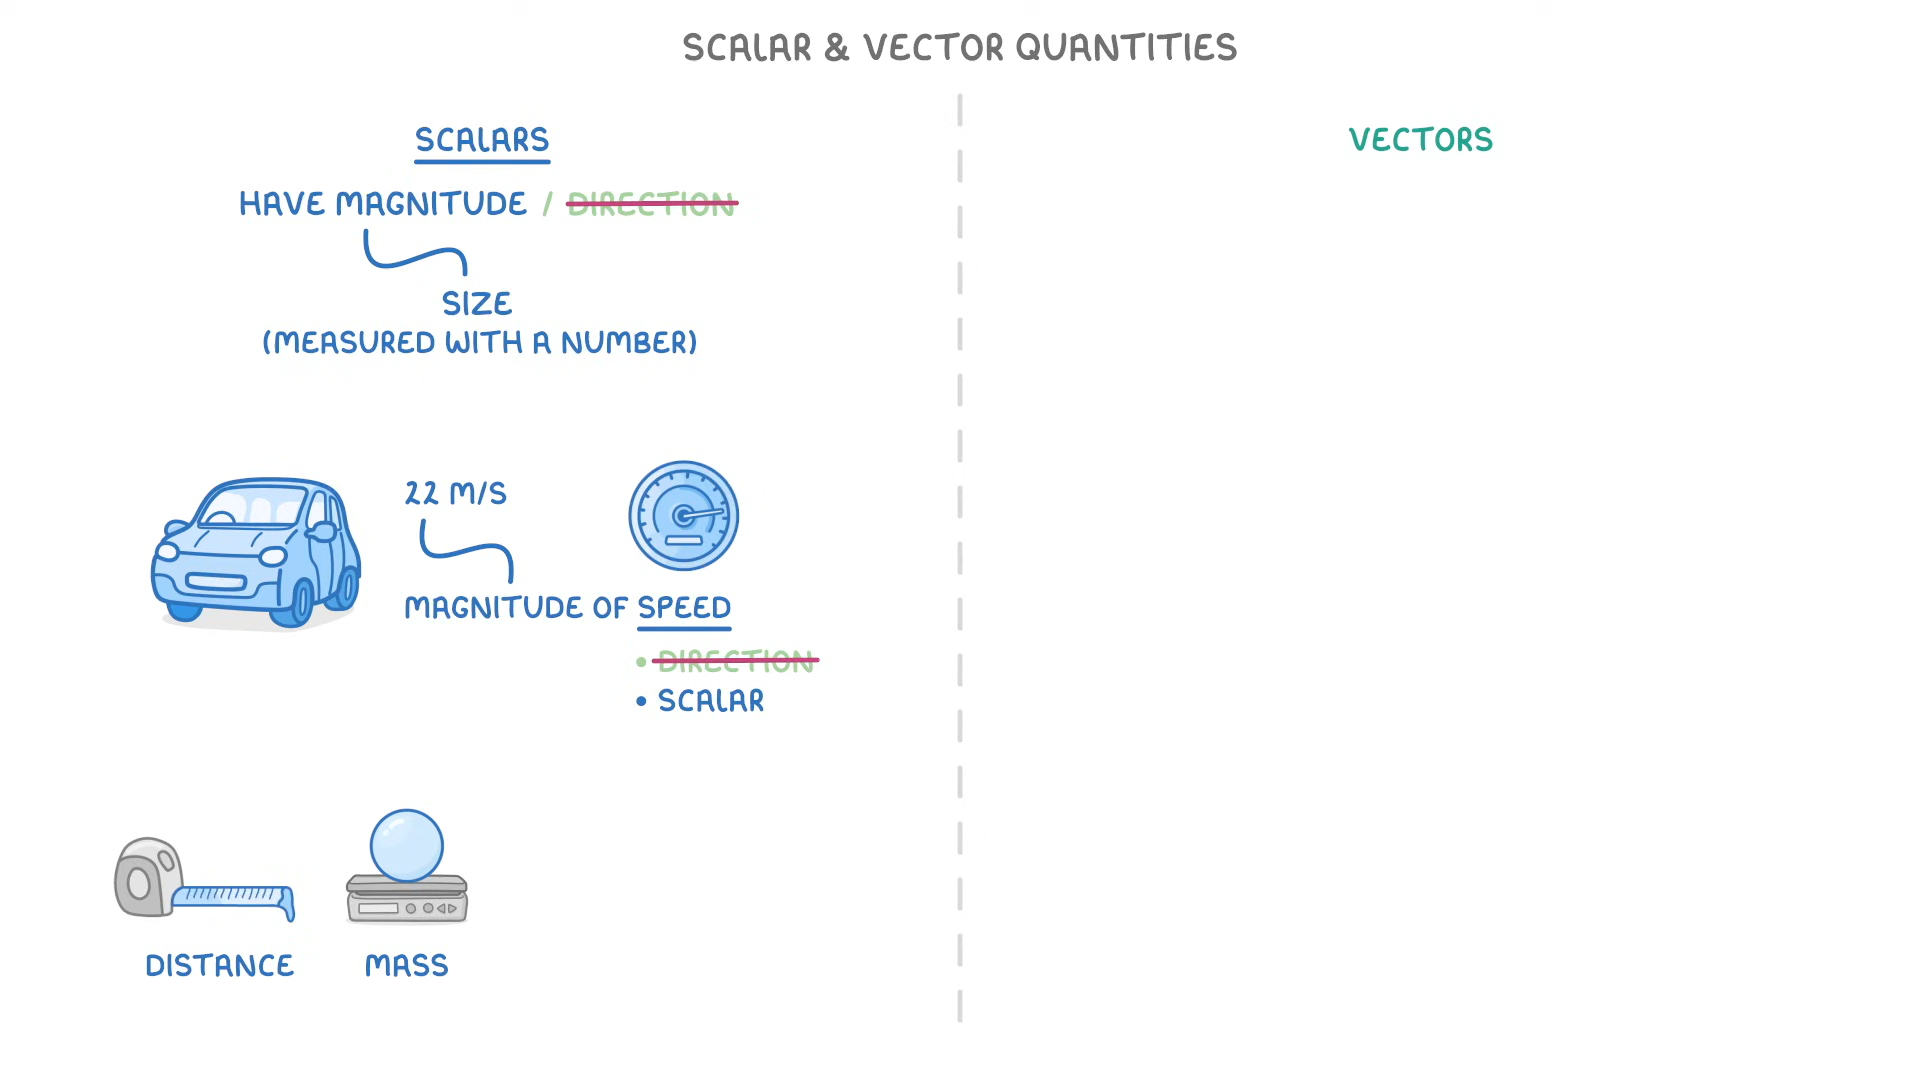 SCALAR & VECTOR QUANTITIES
SCALARS
HAVE MAGNITUDE / DIRECTION
SIZE
(MEASURED WITH A NUMBER)
22 M/S
MAGNITUDE OF SPEED
• DIRECTION
• SCALAR
DISTANCE
MASS
VECTORS